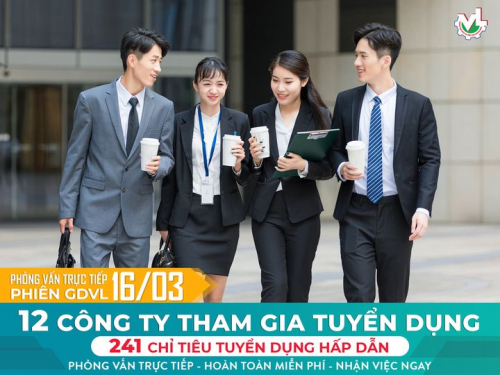 VL
PHỎNG VẤN TRỰC TIẾP
PHIÊN GDVL 16/03
12 CÔNG TY THAM GIA TUYỂN DỤNG
241 CHỈ TIÊU TUYỂN DỤNG HẤP DẪN
PHỎNG VẤN TRỰC TIẾP - HOÀN TOÀN MIỄN PHÍ - NHẬN VIỆC NGAY